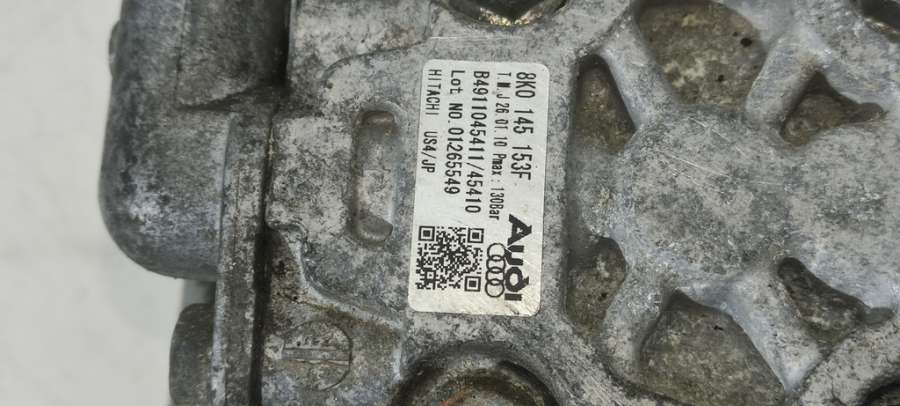 8K0 145 153F
T.M.J 26.01.10 Pmax: 130Bar
B4911045411/45410
Lot NO.01265549
HITACHI US4/JP
Audi